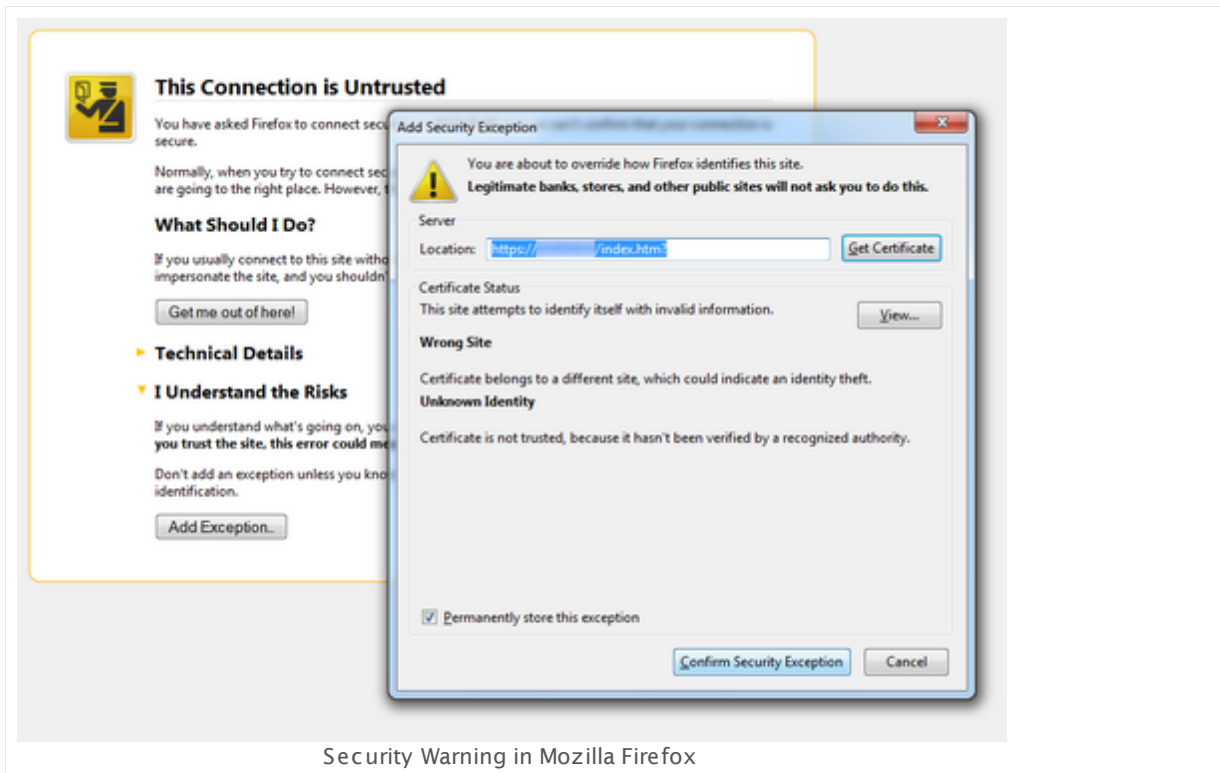 This Connection is Untrusted
You have asked Firefox to connect secu
secure.
Normally, when you try to connect sec
are going to the right place. However, t
What Should I Do?
If you usually connect to this site witho
impersonate the site, and you shouldn'
Get me out of here!
Technical Details
I Understand the Risks
If you understand what's going on, you
you trust the site, this error could me
Don't add an exception unless you kno
identification.
Add Exception..
Add Security Exception
You are about to override how Firefox identifies this site.
Legitimate banks, stores, and other public sites will not ask you to do this.
Server
Location: https:// /index.htm?
Get Certificate
Certificate Status
This site attempts to identify itself with invalid information.
View...
Wrong Site
Certificate belongs to a different site, which could indicate an identity theft.
Unknown Identity
Certificate is not trusted, because it hasn't been verified by a recognized authority.
Permanently store this exception
Confirm Security Exception
Cancel
Security Warning in Mozilla Firefox